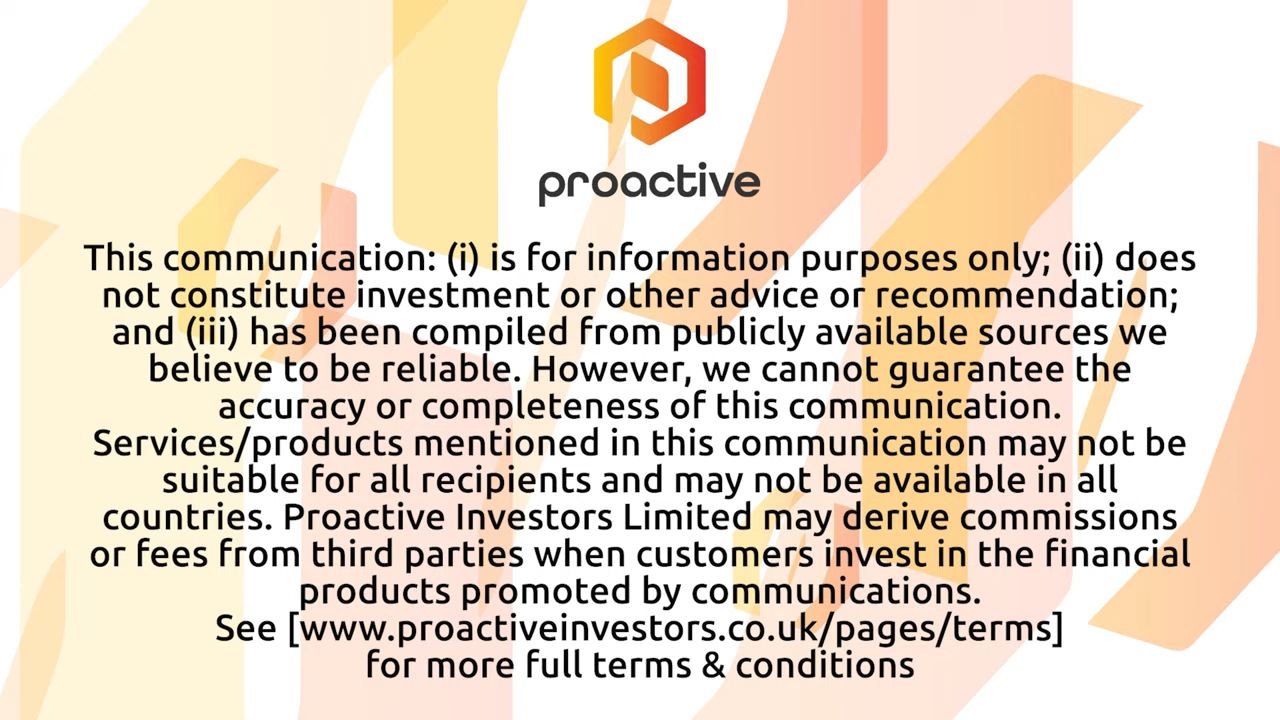 proactive
This communication: (i) is for information purposes only; (ii) does
not constitute investment or other advice or recommendation;
and (iii) has been compiled from publicly available sources we
believe to be reliable. However, we cannot guarantee the
accuracy or completeness of this communication.
Services/products mentioned in this communication may not be
suitable for all recipients and may not be available in all
countries. Proactive Investors Limited may derive commissions
or fees from third parties when customers invest in the financial
products promoted by communications.
See [www.proactiveinvestors.co.uk/pages/terms]
for more full terms & conditions